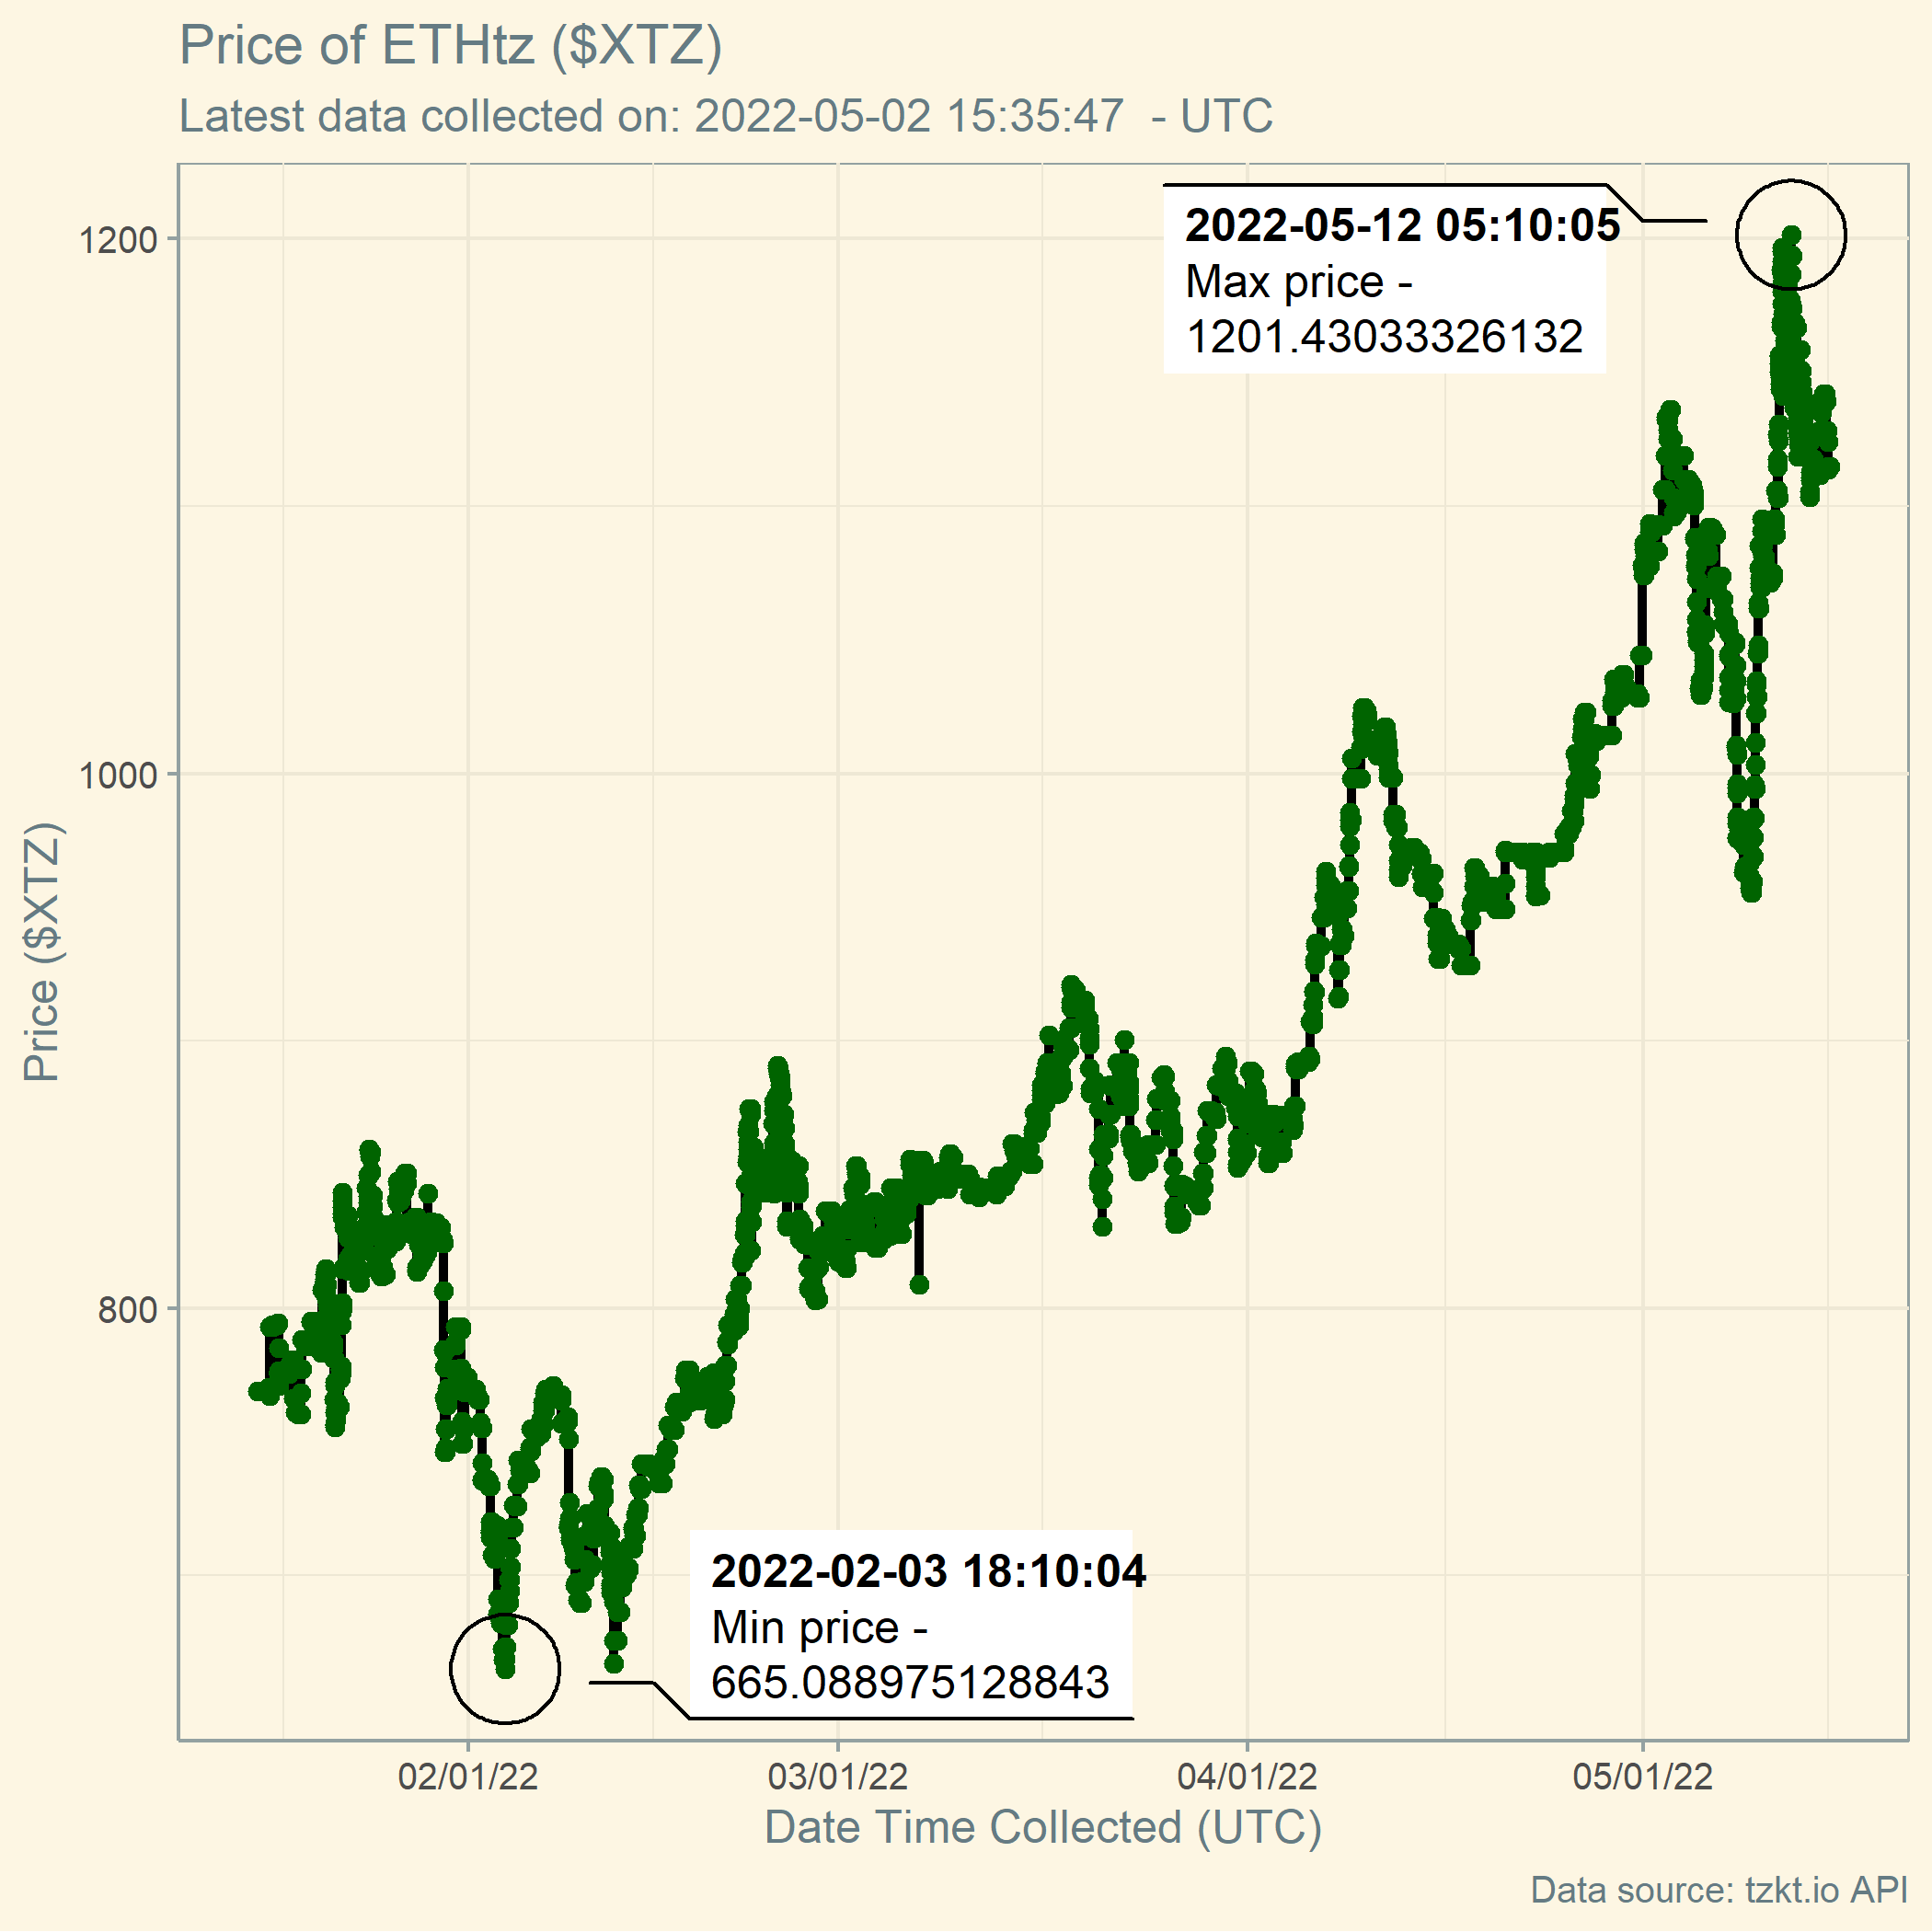 Price of ETHtz ($XTZ)
Latest data collected on: 2022-05-02 15:35:47  - UTC
2022-05-12 05:10:05
Max price -
1201.43033326132
1200
1000
800
Price ($XTZ)
2022-02-03 18:10:04
Min price -
665.088975128843
02/01/22
03/01/22
04/01/22
05/01/22
Date Time Collected (UTC)
Data source: tzkt.io API